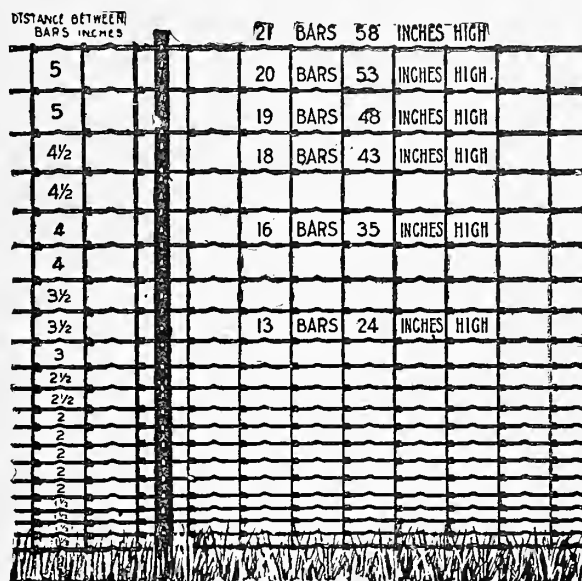 DISTANCE BETWEEN
BARS INCHES
21 BARS 58 INCHES HIGH
5
20 BARS 53 INCHES HIGH
5
19 BARS 48 INCHES HIGH
4½
18 BARS 43 INCHES HIGH
4½
4
16 BARS 35 INCHES HIGH
4
3½
3½
13 BARS 24 INCHES HIGH
3
2½
2½
2
2
2
2
2